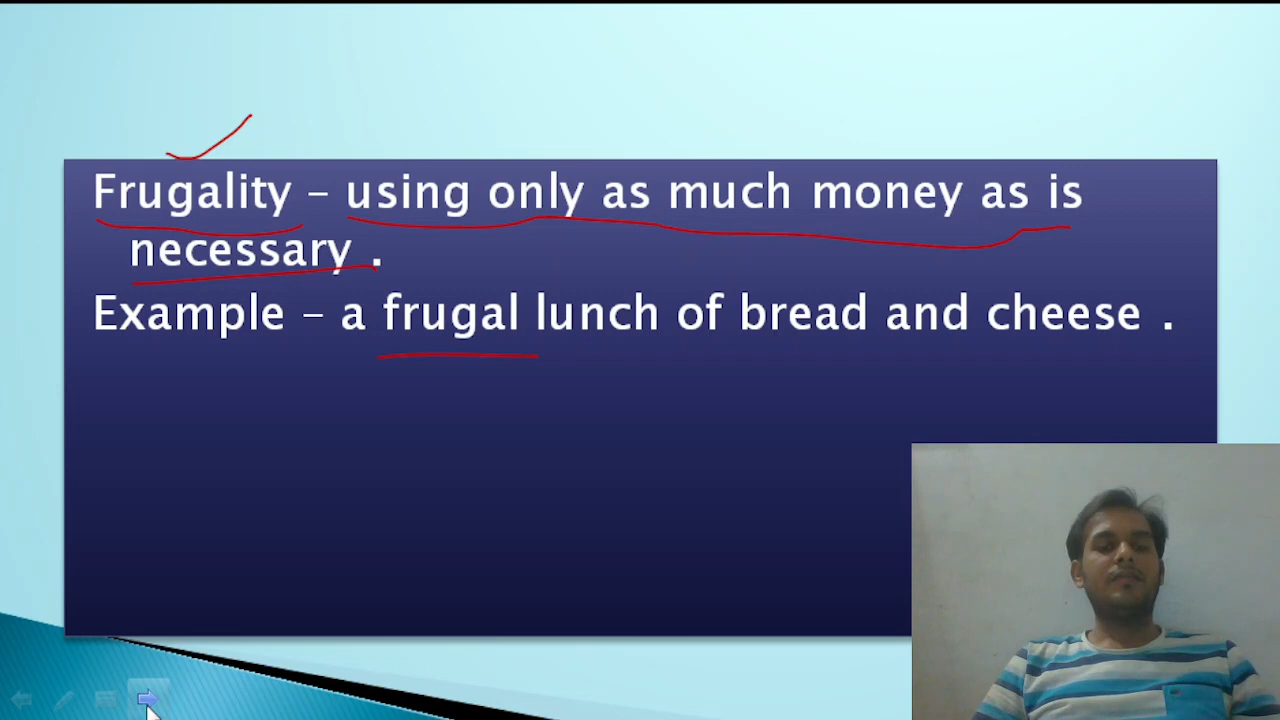 Frugality – using only as much money as is
necessary .
Example – a frugal lunch of bread and cheese .